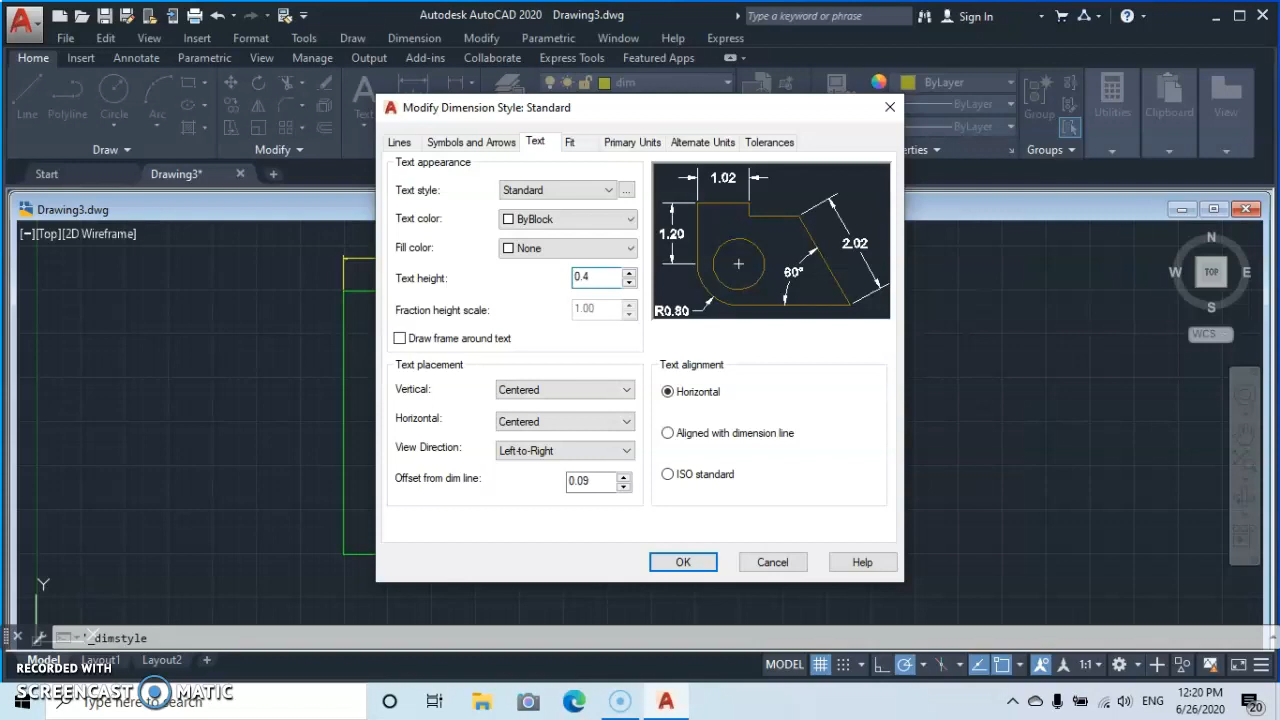 Autodesk AutoCAD 2020 Drawing3.dwg
Type a keyword or phrase
Sign In
File Edit View Insert Format Tools Draw Dimension Modify Parametric Window Help Express
Home Insert Annotate Parametric View Manage Output Add-ins Collaborate Express Tools Featured Apps
dim
ByLayer
ByLayer
ByLayer
Line Polyline Circle Arc
Text
Group
Utilities
Clipboard
View
Draw
Modify
Groups
Start
Drawing3*
Drawing3.dwg
[−][Top][2D Wireframe]
Modify Dimension Style: Standard
Lines Symbols and Arrows Text Fit Primary Units Alternate Units Tolerances
Text appearance
Text style: Standard ...
Text color: ByBlock
Fill color: None
Text height: 0.4
Fraction height scale: 1.00
Draw frame around text
Text placement
Vertical: Centered
Horizontal: Centered
View Direction: Left-to-Right
Offset from dim line: 0.09
1.02
1.20
2.02
60°
R0.80
Text alignment
Horizontal
Aligned with dimension line
ISO standard
OK Cancel Help
N
W TOP E
S
WCS
Y
_dimstyle
Model Layout1 Layout2 +
MODEL
1:1
RECORDED WITH
SCREENCAST MATIC
Type here to search
ENG
12:20 PM
6/26/2020
20